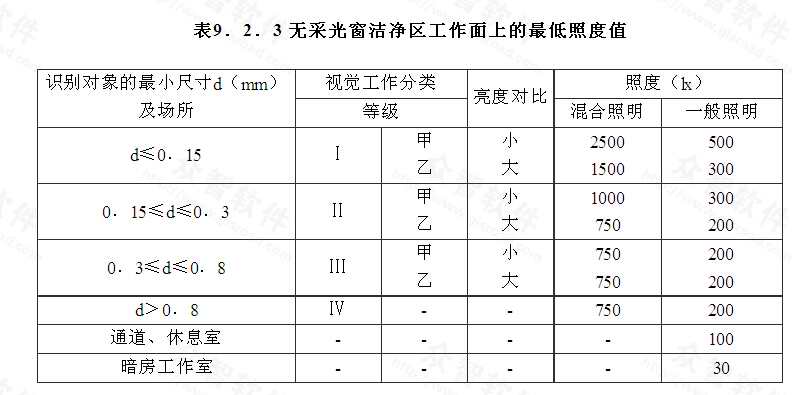 表9．2．3无采光窗洁净区工作面上的最低照度值
识别对象的最小尺寸d（mm）及场所 视觉工作分类 亮度对比 照度（lx）
等级 混合照明 一般照明
d≤0．15 I 甲 小 2500 500
乙 大 1500 300
0．15≤d≤0．3 II 甲 小 1000 300
乙 大 750 200
0．3≤d≤0．8 III 甲 小 750 200
乙 大 750 200
d＞0．8 IV - - 750 200
通道、休息室 - - - - 100
暗房工作室 - - - - 30
众智软件